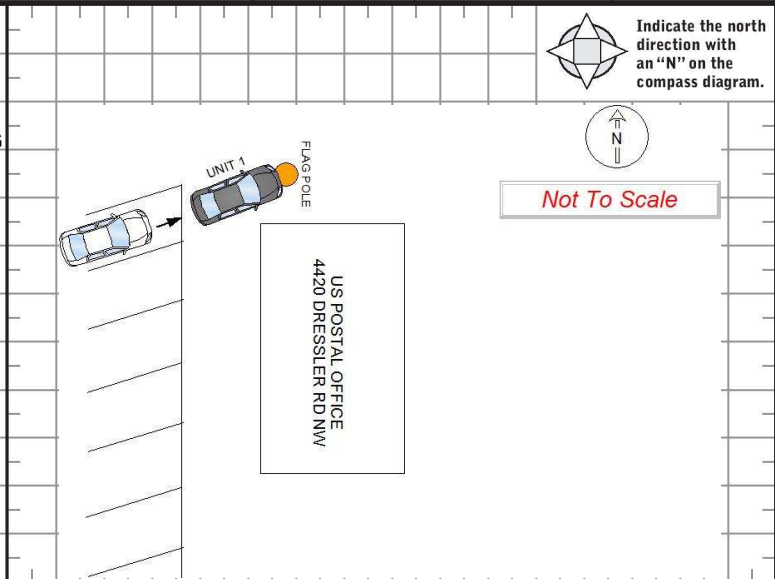 Indicate the north
direction with
an “N” on the
compass diagram.
N
Not To Scale
UNIT 1
FLAG POLE
US POSTAL OFFICE
4420 DRESSLER RD NW